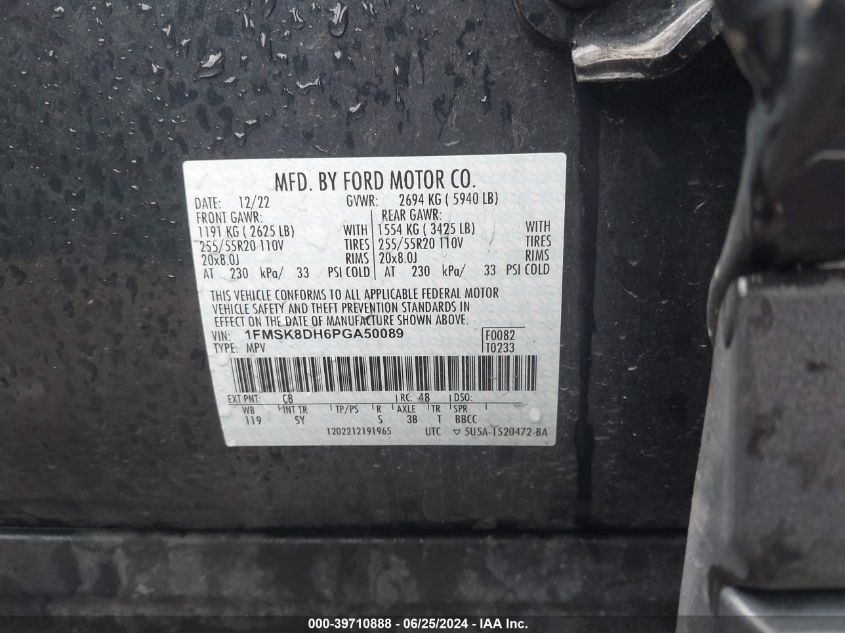 MFD. BY FORD MOTOR CO.
DATE: 12/22 GVWR: 2694 KG ( 5940 LB)
FRONT GAWR: REAR GAWR:
1191 KG ( 2625 LB) WITH 1554 KG ( 3425 LB) WITH
255/55R20 110V TIRES 255/55R20 110V TIRES
20x8.0J RIMS 20x8.0J RIMS
AT 230 kPa/ 33 PSI COLD AT 230 kPa/ 33 PSI COLD
THIS VEHICLE CONFORMS TO ALL APPLICABLE FEDERAL MOTOR
VEHICLE SAFETY AND THEFT PREVENTION STANDARDS IN
EFFECT ON THE DATE OF MANUFACTURE SHOWN ABOVE.
VIN: 1FMSK8DH6PGA50089 F0082
TYPE: MPV T0233
EXT PNT: C8 RC: 48 DSO:
WB INT TR TP/PS R AXLE TR SPR
119 SY S 3B T BBCC
1202212191965 UTC ▽ 5U5A-1520472-BA
000-39710888 - 06/25/2024 - IAA Inc.